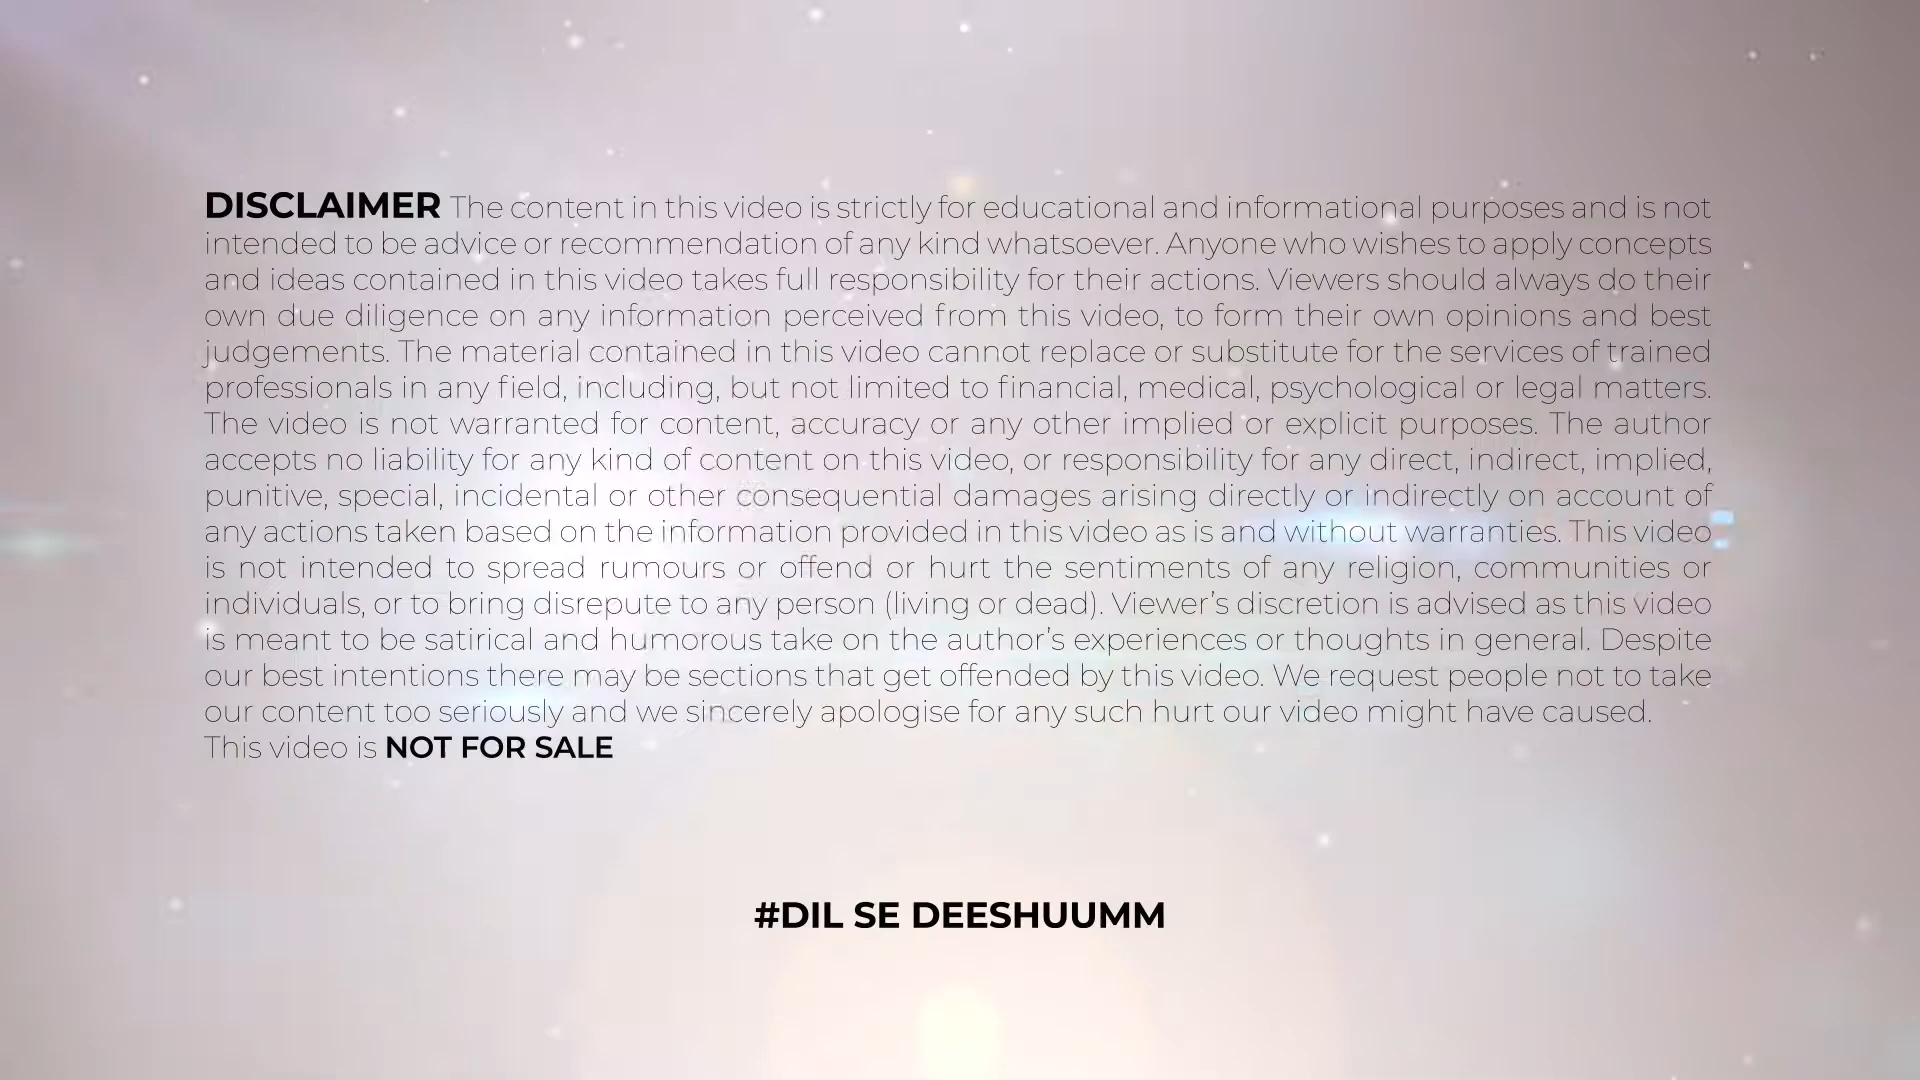 DISCLAIMER The content in this video is strictly for educational and informational purposes and is not
intended to be advice or recommendation of any kind whatsoever. Anyone who wishes to apply concepts
and ideas contained in this video takes full responsibility for their actions. Viewers should always do their
own due diligence on any information perceived from this video, to form their own opinions and best
judgements. The material contained in this video cannot replace or substitute for the services of trained
professionals in any field, including, but not limited to financial, medical, psychological or legal matters.
The video is not warranted for content, accuracy or any other implied or explicit purposes. The author
accepts no liability for any kind of content on this video, or responsibility for any direct, indirect, implied,
punitive, special, incidental or other consequential damages arising directly or indirectly on account of
any actions taken based on the information provided in this video as is and without warranties. This video
is not intended to spread rumours or offend or hurt the sentiments of any religion, communities or
individuals, or to bring disrepute to any person (living or dead). Viewer’s discretion is advised as this video
is meant to be satirical and humorous take on the author’s experiences or thoughts in general. Despite
our best intentions there may be sections that get offended by this video. We request people not to take
our content too seriously and we sincerely apologise for any such hurt our video might have caused.
This video is NOT FOR SALE
#DIL SE DEESHUUMM